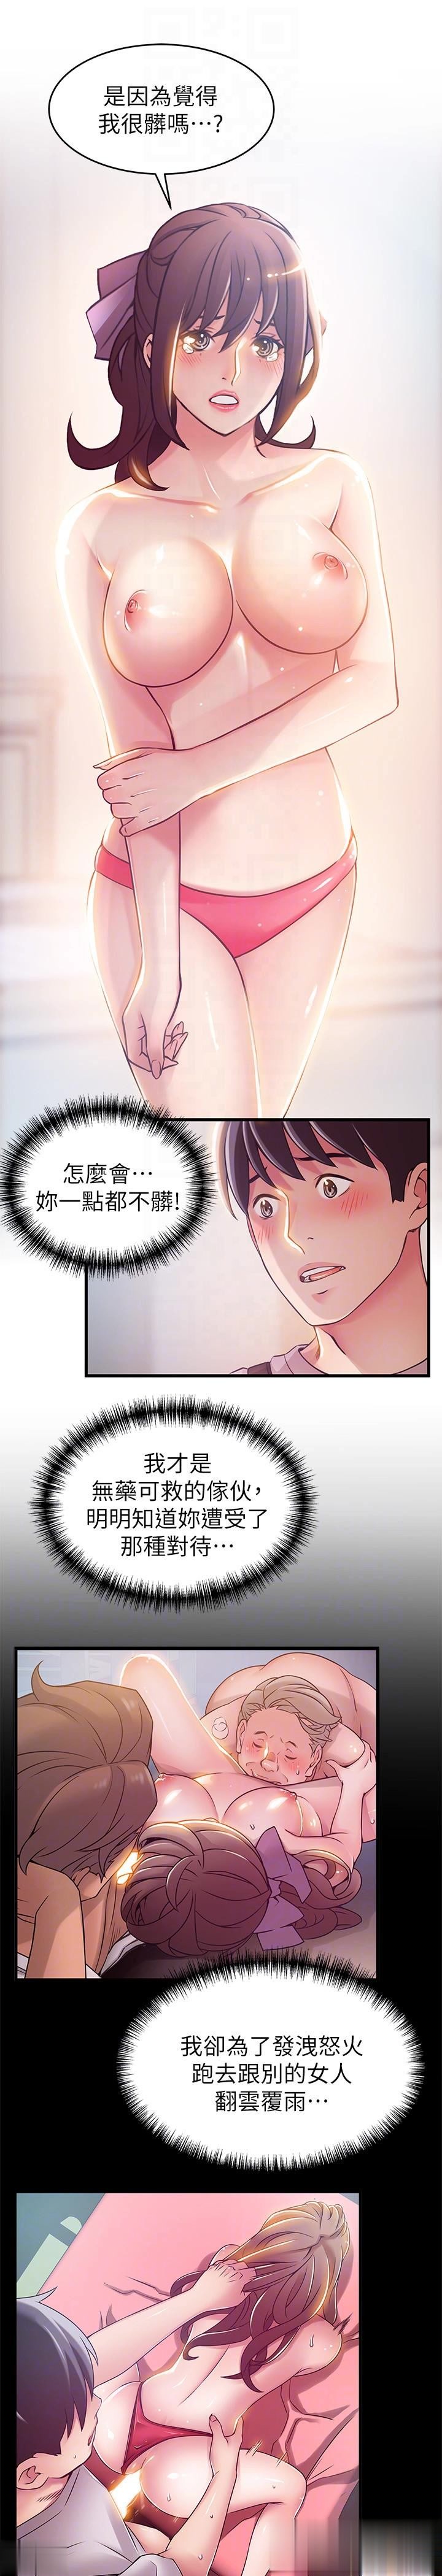 是因為覺得
我很髒嗎⋯?
怎麼會⋯
妳一點都不髒!
我才是
無藥可救的傢伙，
明明知道妳遭受了
那種對待⋯
我卻為了發洩怒火
跑去跟別的女人
翻雲覆雨⋯